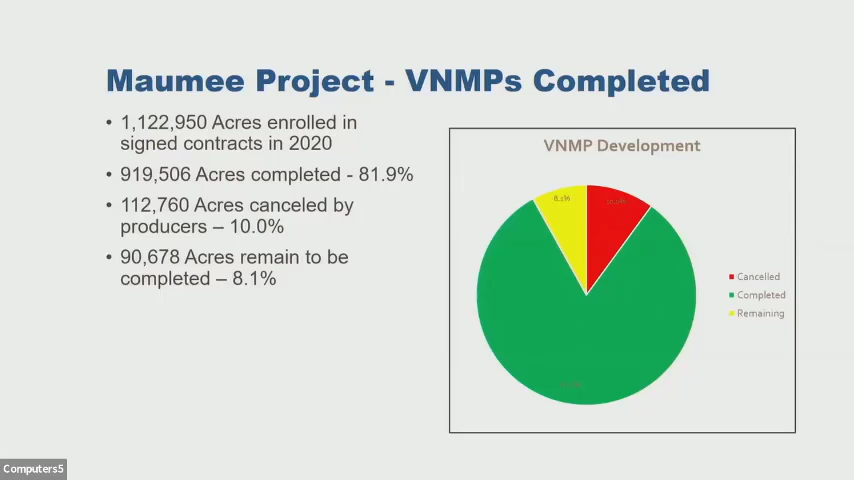 Maumee Project - VNMPs Completed
• 1,122,950 Acres enrolled in
signed contracts in 2020
• 919,506 Acres completed - 81.9%
• 112,760 Acres canceled by
producers – 10.0%
• 90,678 Acres remain to be
completed – 8.1%
VNMP Development
8.1%
Cancelled
Completed
Remaining
Computers5